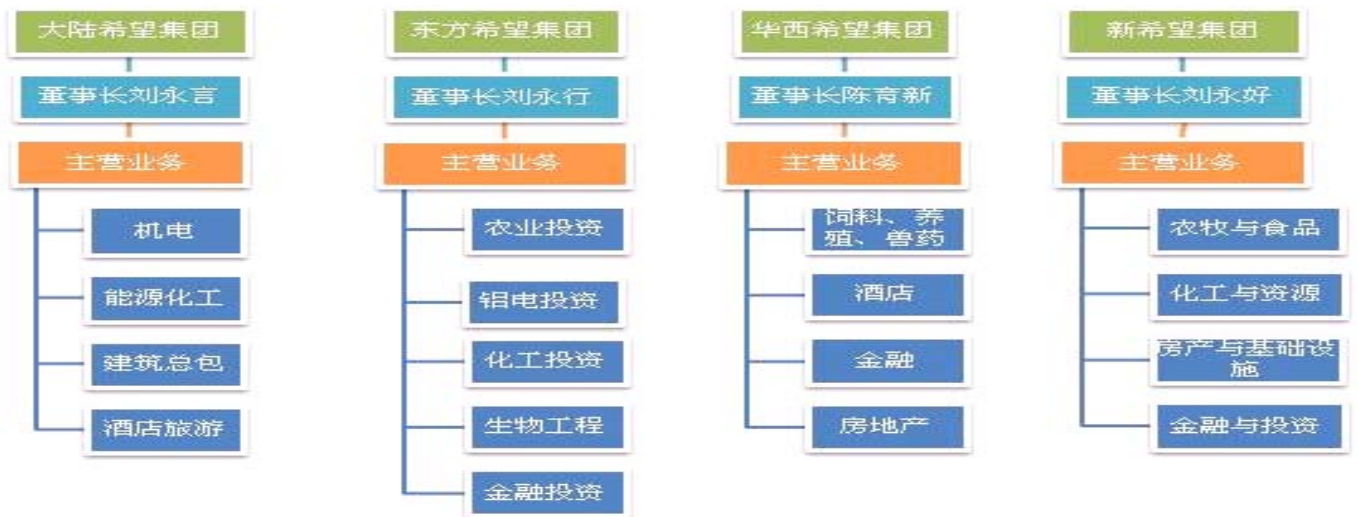 大陆希望集团
董事长刘永言
主营业务
机电
能源化工
建筑总包
酒店旅游
东方希望集团
董事长刘永行
主营业务
农业投资
铝电投资
化工投资
生物工程
金融投资
华西希望集团
董事长陈育新
主营业务
饲料、养
殖、兽药
酒店
金融
房地产
新希望集团
董事长刘永好
主营业务
农牧与食品
化工与资源
房产与基础设
施
金融与投资